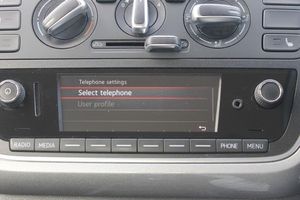 Telephone settings
Select telephone
User profile
RADIO MEDIA PHONE MENU